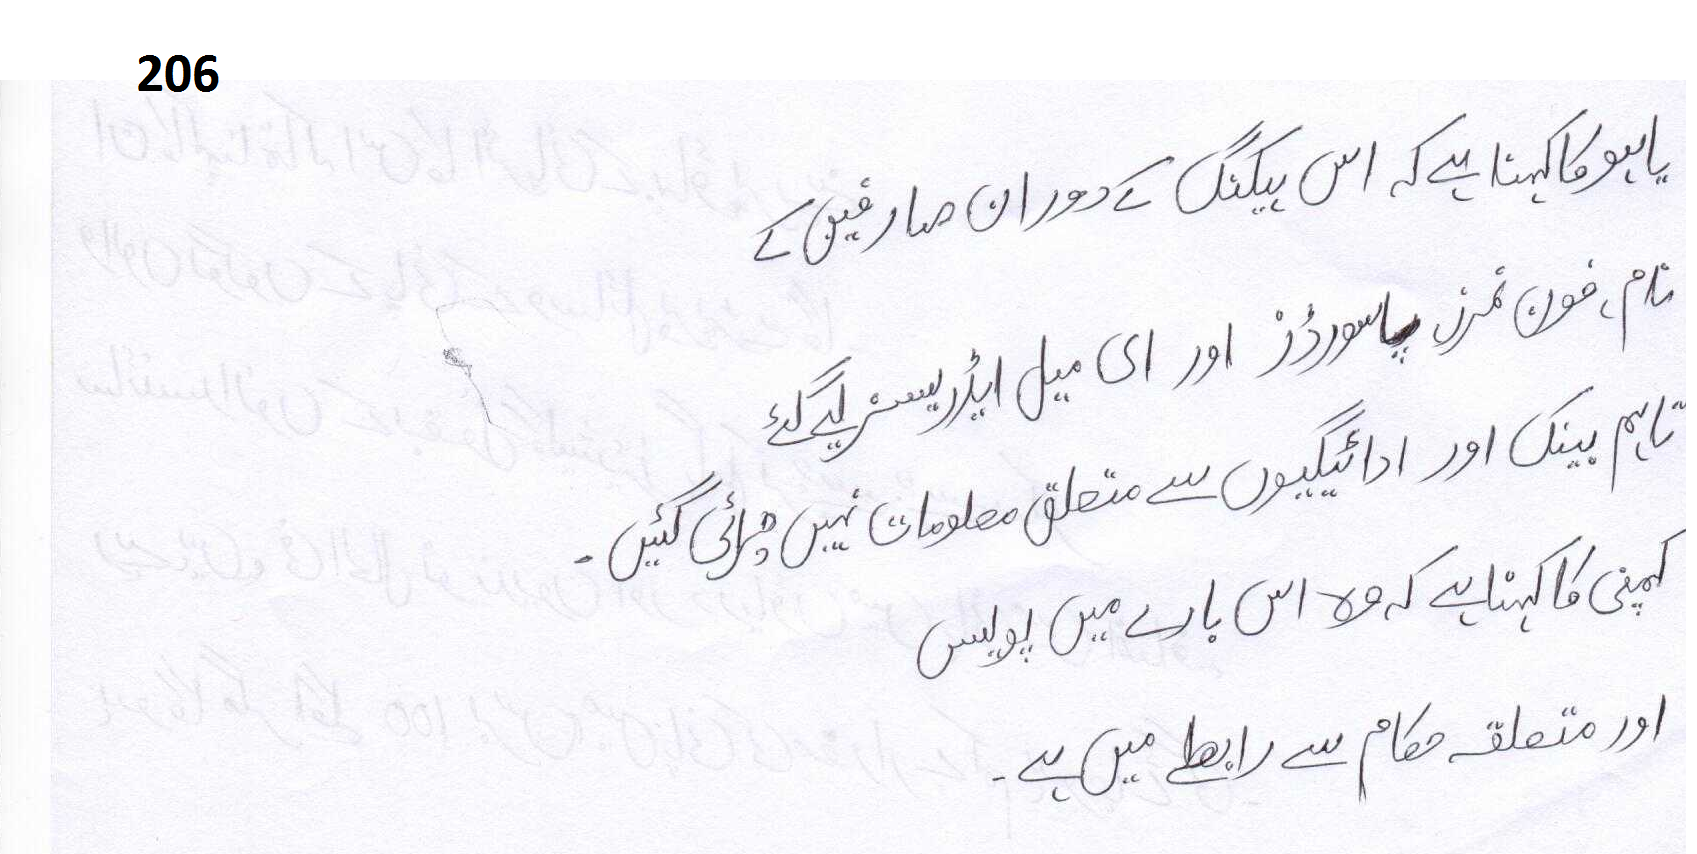 206
یاہو کا کہنا ہے کہ اس ہیکنگ کے دوران صارفین کے
نام، فون نمرز پاسورڈز اور ای میل ایڈریسسز لیے گئے
تاہم بینک اور ادائیگیوں سے متعلق معلومات نہیں چرائی گئیں۔
کمپنی کا کہنا ہے کہ وہ اس بارے میں پولیس
اور متعلقہ حکام سے رابطے میں ہے۔